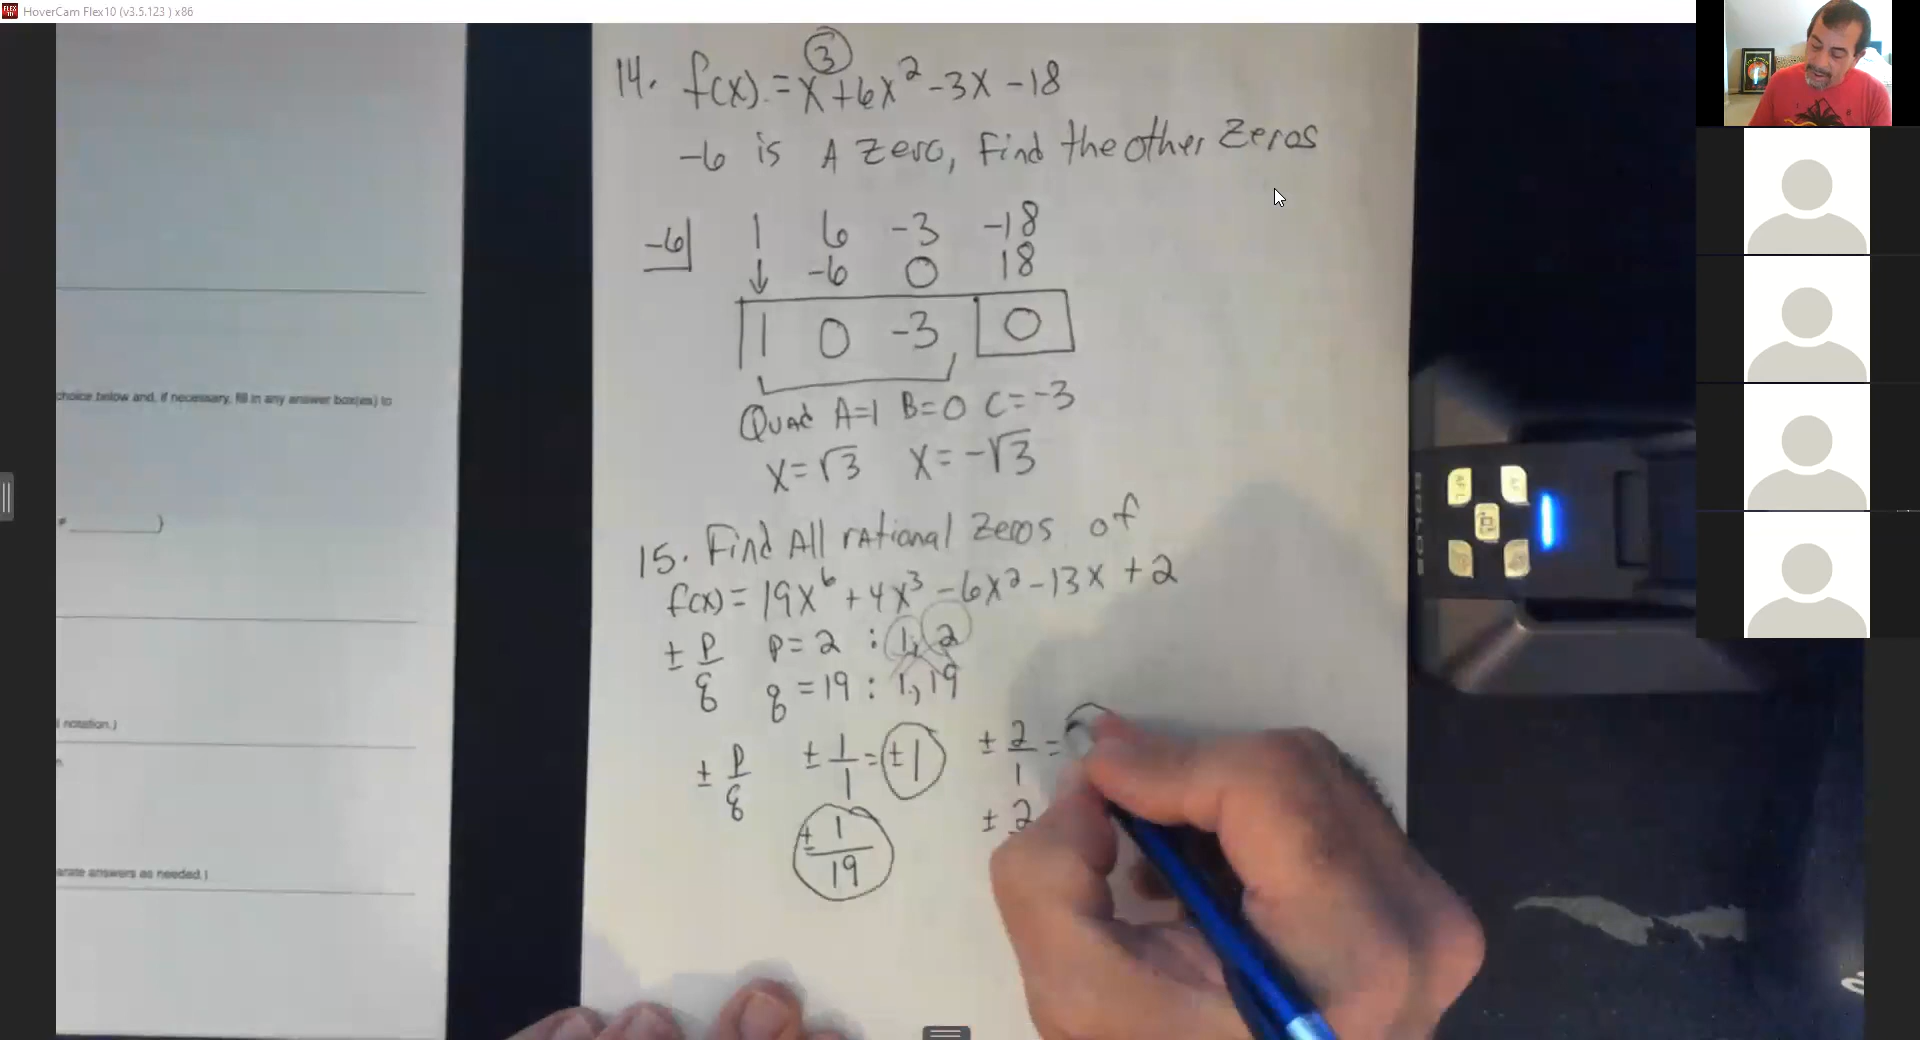 HoverCam Flex10 (v3.5.123 ) x86
14. f(x) = x³ + 6x² - 3x - 18
-6 is A zero, Find the other zeros
-6| 1 6 -3 -18
↓ -6 0 18
1 0 -3 0
Quad A=1 B=0 C=-3
x=√3 x=-√3
15. Find All rational zeros of
f(x) = 19x⁶ + 4x³ - 6x² - 13x + 2
± p/q p = 2 : 1, 2
q = 19 : 1, 19
± p/q ± 1/1 = ±1 ± 2/1 =
± 1/19 ± 2
choice below and, if necessary, fill in any answer box(es) to
notation.)
arate answers as needed.)